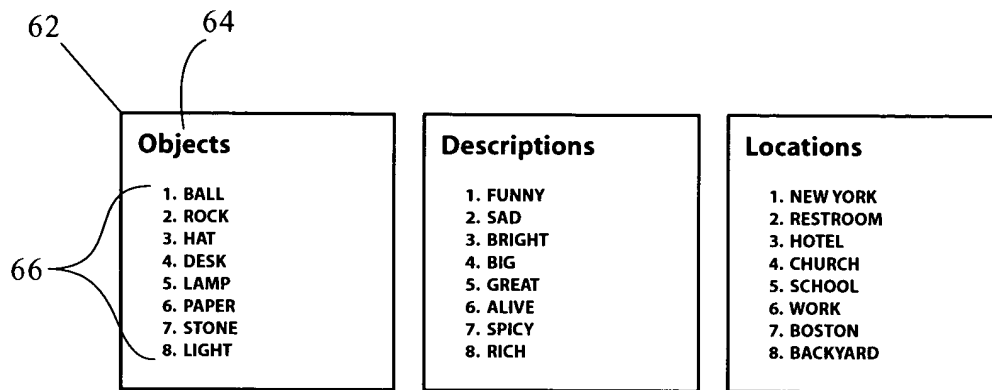 62
64
Objects
1. BALL
2. ROCK
3. HAT
4. DESK
5. LAMP
6. PAPER
7. STONE
8. LIGHT
66
Descriptions
1. FUNNY
2. SAD
3. BRIGHT
4. BIG
5. GREAT
6. ALIVE
7. SPICY
8. RICH
Locations
1. NEW YORK
2. RESTROOM
3. HOTEL
4. CHURCH
5. SCHOOL
6. WORK
7. BOSTON
8. BACKYARD